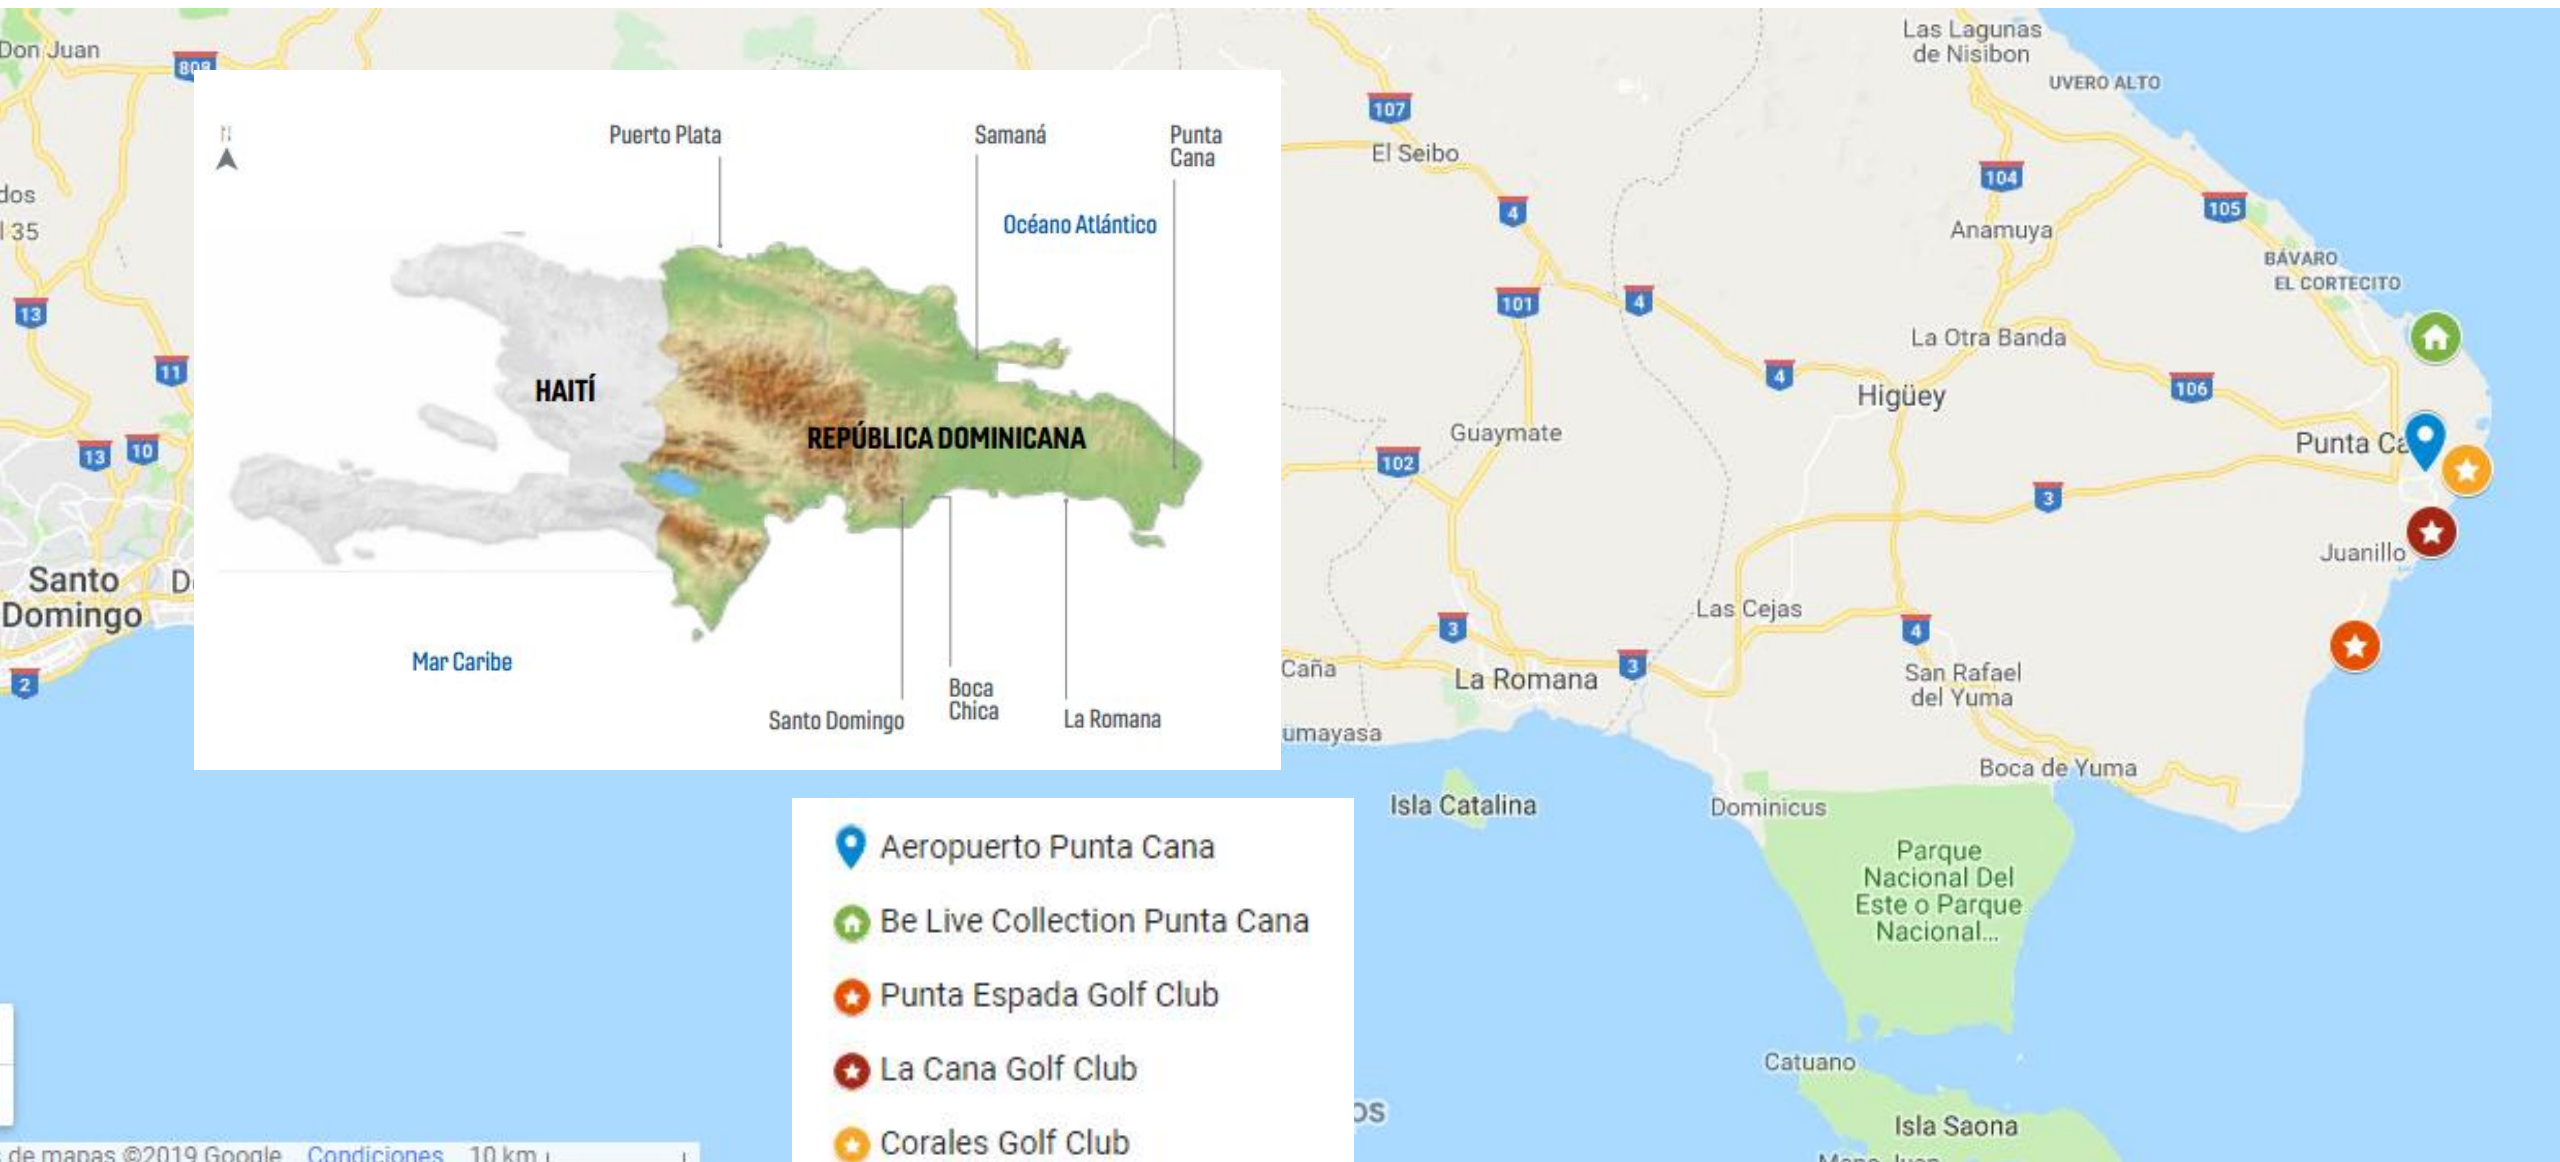 Don Juan
808
13
11
13
10
Santo
Domingo
2
Puerto Plata
Samaná
Punta
Cana
Océano Atlántico
HAITÍ
REPÚBLICA DOMINICANA
Mar Caribe
Boca
Chica
Santo Domingo
La Romana
Las Lagunas
de Nisibon
UVERO ALTO
107
El Seibo
104
4
105
Anamuya
BÁVARO
EL CORTECITO
101
4
La Otra Banda
4
Higüey
106
Guaymate
Punta Ca
102
3
Juanillo
Las Cejas
3
4
Caña
La Romana
3
San Rafael
del Yuma
umayasa
Boca de Yuma
Isla Catalina
Dominicus
Parque
Nacional Del
Este o Parque
Nacional...
Catuano
Isla Saona
Aeropuerto Punta Cana
Be Live Collection Punta Cana
Punta Espada Golf Club
La Cana Golf Club
Corales Golf Club
de mapas ©2019 Google Condiciones 10 km